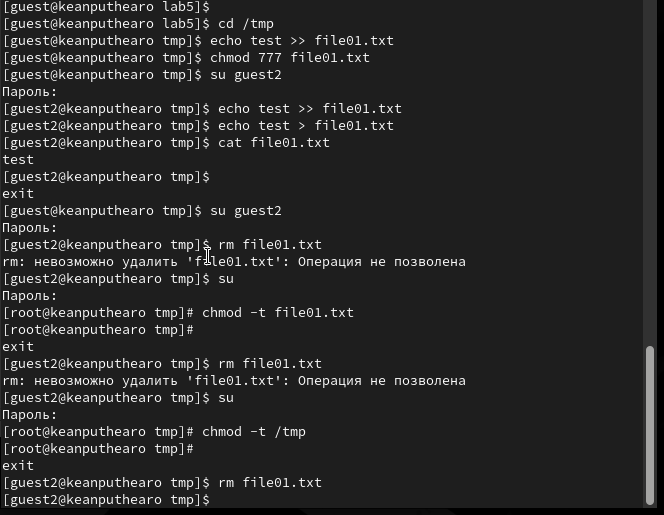 [guest@keanputhearo lab5]$
[guest@keanputhearo lab5]$ cd /tmp
[guest@keanputhearo tmp]$ echo test >> file01.txt
[guest@keanputhearo tmp]$ chmod 777 file01.txt
[guest@keanputhearo tmp]$ su guest2
Пароль:
[guest2@keanputhearo tmp]$ echo test >> file01.txt
[guest2@keanputhearo tmp]$ echo test > file01.txt
[guest2@keanputhearo tmp]$ cat file01.txt
test
[guest2@keanputhearo tmp]$
exit
[guest@keanputhearo tmp]$ su guest2
Пароль:
[guest2@keanputhearo tmp]$ rm file01.txt
rm: невозможно удалить 'file01.txt': Операция не позволена
[guest2@keanputhearo tmp]$ su
Пароль:
[root@keanputhearo tmp]# chmod -t file01.txt
[root@keanputhearo tmp]#
exit
[guest2@keanputhearo tmp]$ rm file01.txt
rm: невозможно удалить 'file01.txt': Операция не позволена
[guest2@keanputhearo tmp]$ su
Пароль:
[root@keanputhearo tmp]# chmod -t /tmp
[root@keanputhearo tmp]#
exit
[guest2@keanputhearo tmp]$ rm file01.txt
[guest2@keanputhearo tmp]$